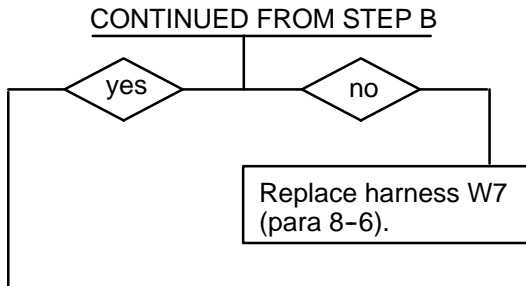 CONTINUED FROM STEP B
yes
no
Replace harness W7
(para 8-6).